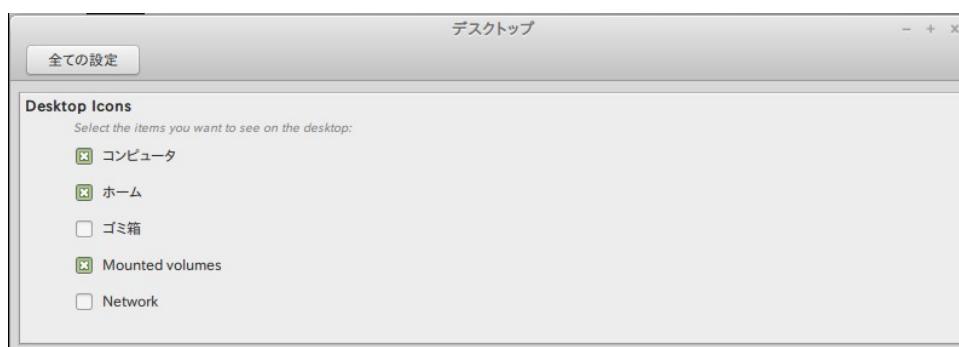 デスクトップ
全ての設定
Desktop Icons
Select the items you want to see on the desktop:
コンピュータ
ホーム
ゴミ箱
Mounted volumes
Network